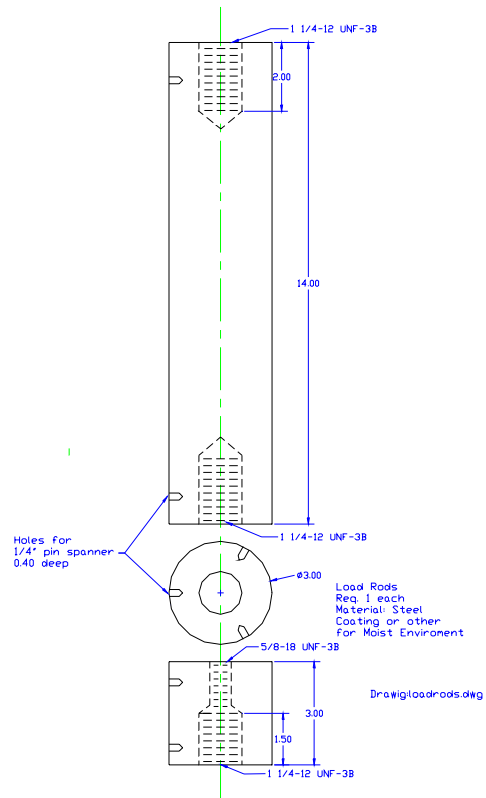 1 1/4-12 UNF-3B
2.00
14.00
1 1/4-12 UNF-3B
Holes for
1/4" pin spanner
0.40 deep
ø3.00
Load Rods
Req. 1 each
Material: Steel
Coating or other
for Moist Enviroment
5/8-18 UNF-3B
Drawig:loadrods.dwg
3.00
1.50
1 1/4-12 UNF-3B